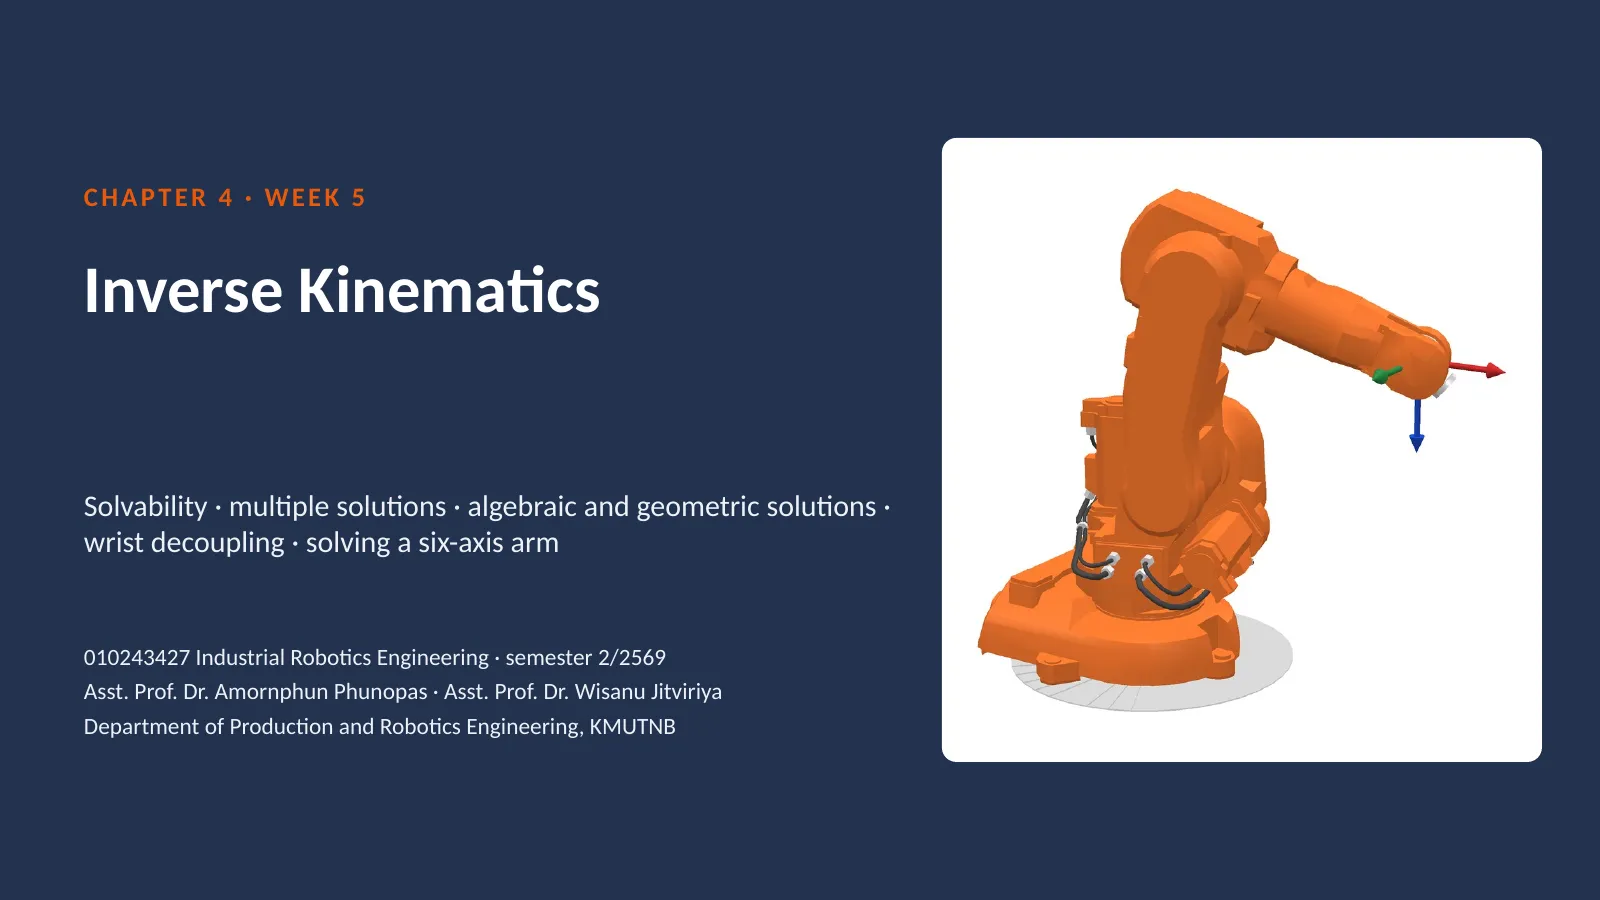 CHAPTER 4 · WEEK 5
Inverse Kinematics
Solvability · multiple solutions · algebraic and geometric solutions ·
wrist decoupling · solving a six-axis arm
010243427 Industrial Robotics Engineering · semester 2/2569
Asst. Prof. Dr. Amornphun Phunopas · Asst. Prof. Dr. Wisanu Jitviriya
Department of Production and Robotics Engineering, KMUTNB